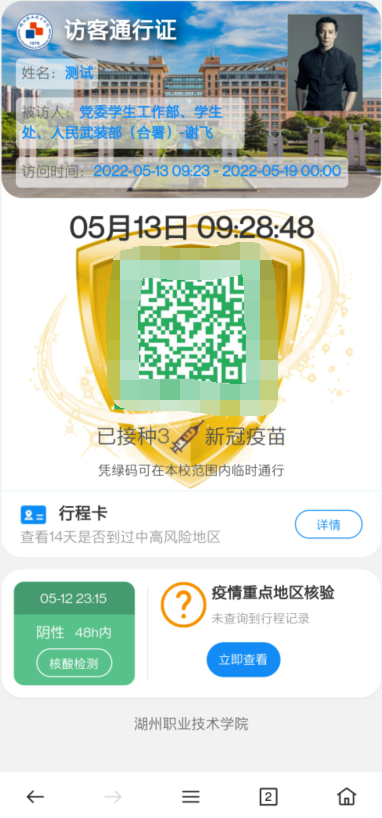 访客通行证
姓名：测试
被访人：党委学生工作部、学生
处、人民武装部（合署）-谢飞
访问时间：2022-05-13 09:23 ~ 2022-05-19 00:00
05月13日 09:28:48
已接种3 新冠疫苗
凭绿码可在本校范围内临时通行
行程卡
查看14天是否到过中高风险地区
详情
05-12 23:15
阴性 48h内
核酸检测
疫情重点地区核验
未查询到行程记录
立即查看
湖州职业技术学院
2